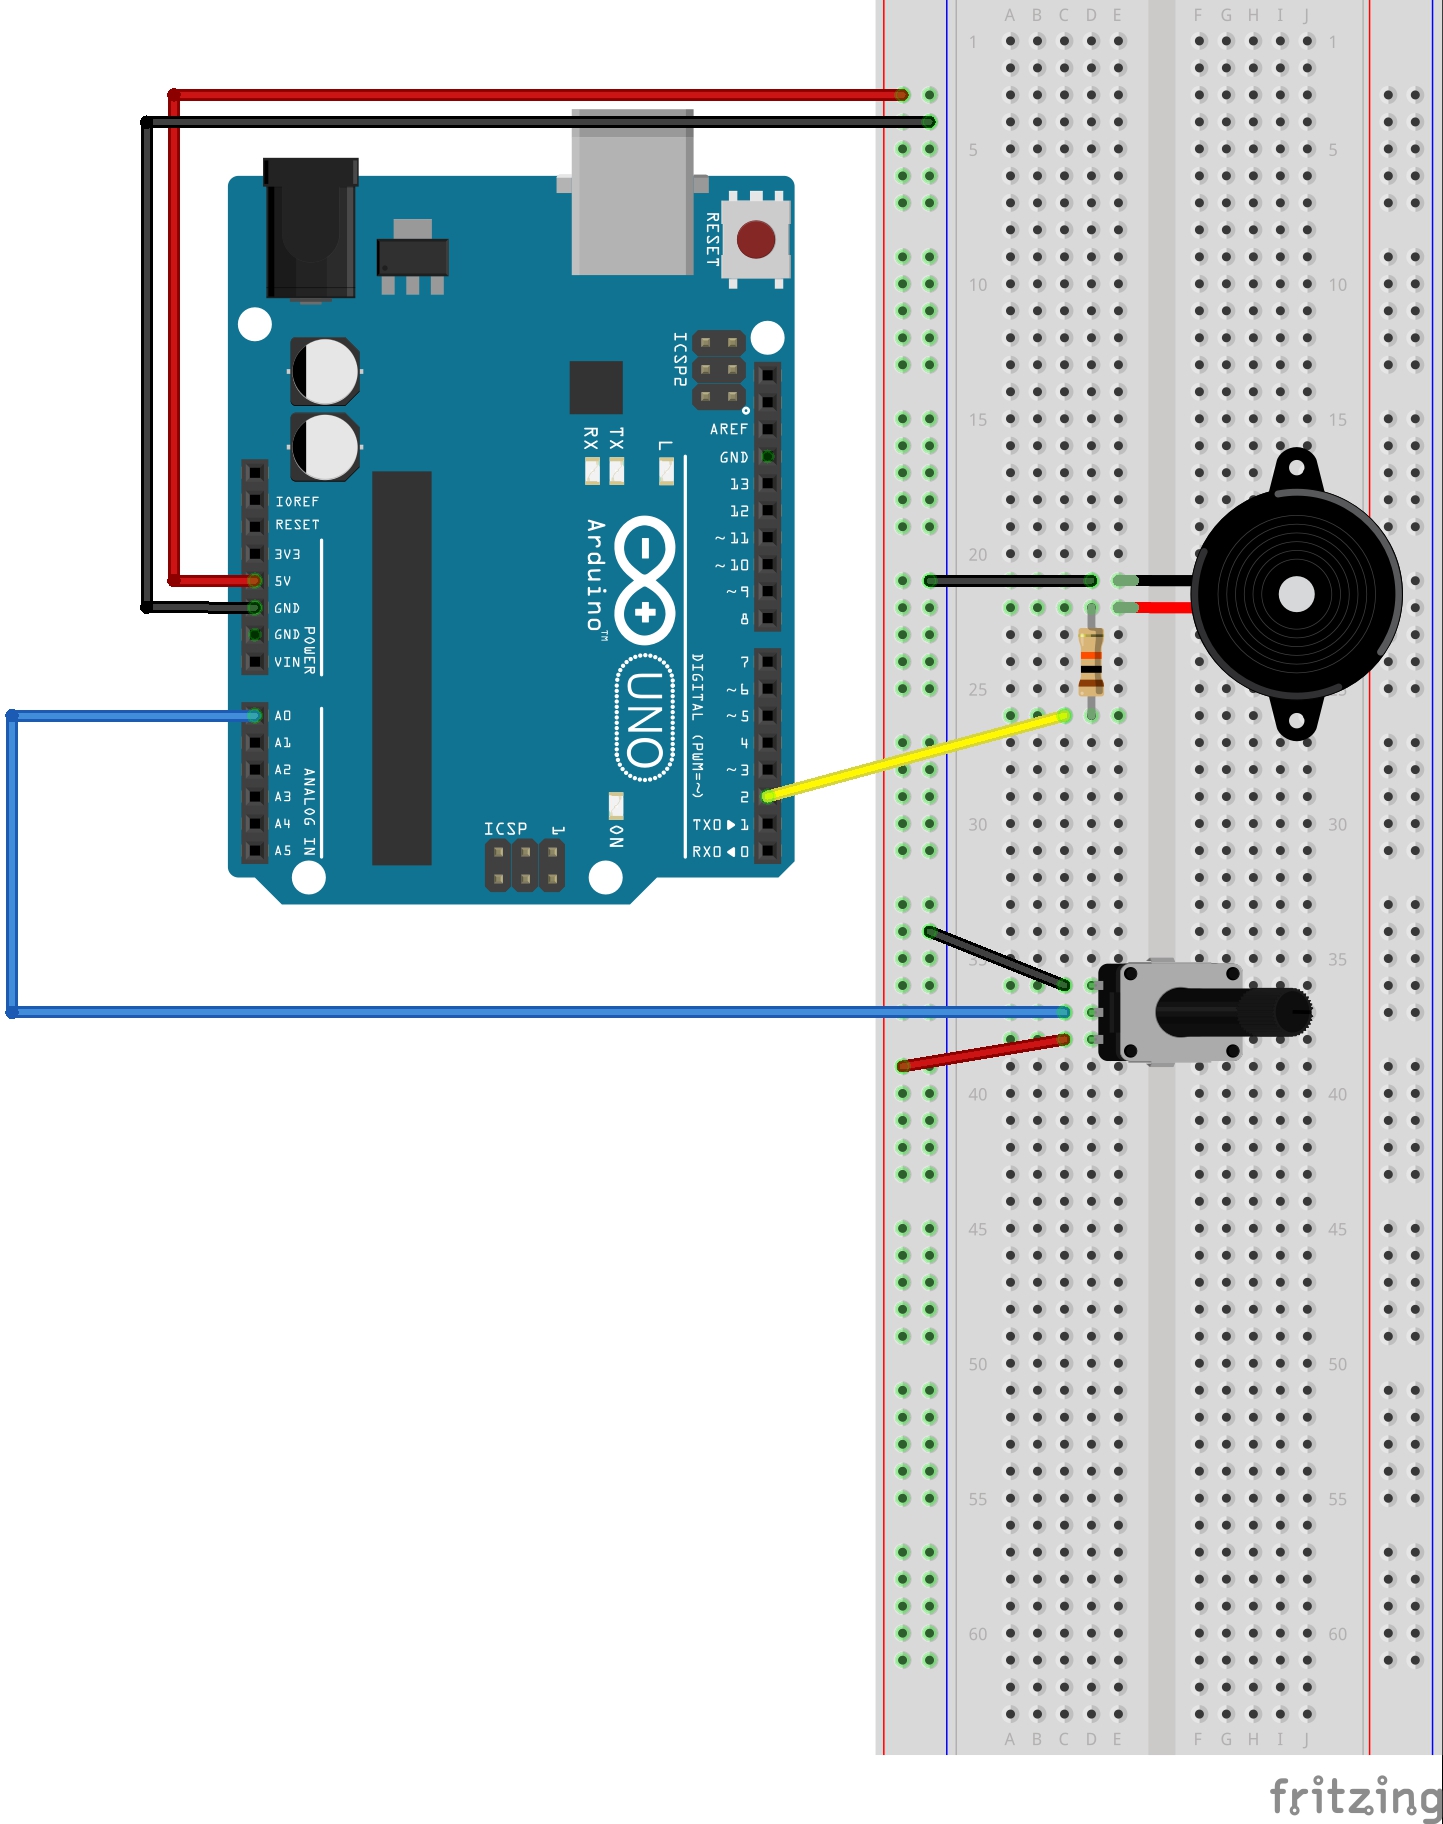 A B C D E F G H I J
1 1
5 5
10 10
15 15
20
25
30 30
35 35
40 40
45 45
50 50
55 55
60 60
A B C D E F G H I J
RESET
ICSP2
RX
TX
L
AREF
GND
13
12
~11
~10
~9
8
7
~6
~5
4
~3
2
TX0▶1
RX0◀0
DIGITAL (PWM=~)
IOREF
RESET
3V3
5V
GND
GND
VIN
POWER
A0
A1
A2
A3
A4
A5
ANALOG IN
Arduino™
UNO
ON
ICSP
1
fritzing